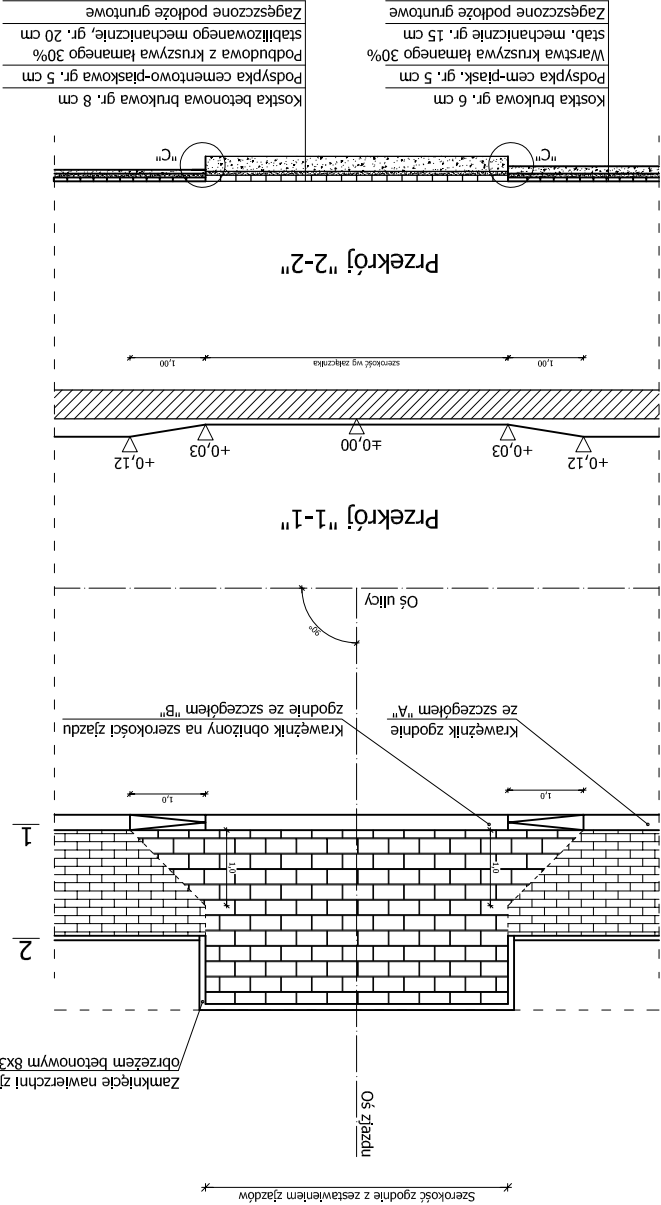 Szerokość zgodnie z zestawieniem zjazdów
Oś zjazdu
Zamknięcie nawierzchni zj
obrzeżem betonowym 8x3
2
1,0
1,0
1
1,0
1,0
Krawężnik zgodnie
ze szczegółem "A"
Krawężnik obniżony na szerokości zjazdu
zgodnie ze szczegółem "B"
90°
Oś ulicy
Przekrój "1-1"
+0,12
+0,03
±0,00
+0,03
+0,12
1,00
szerokość wg załącznika
1,00
Przekrój "2-2"
"C"
"C"
Kostka brukowa gr. 6 cm
Podsypka cem-piask. gr. 5 cm
Warstwa kruszywa łamanego 30%
stab. mechanicznie gr. 15 cm
Zagęszczone podłoże gruntowe
Kostka betonowa brukowa gr. 8 cm
Podsypka cementowo-piaskowa gr. 5 cm
Podbudowa z kruszywa łamanego 30%
stabilizowanego mechanicznie, gr. 20 cm
Zagęszczone podłoże gruntowe